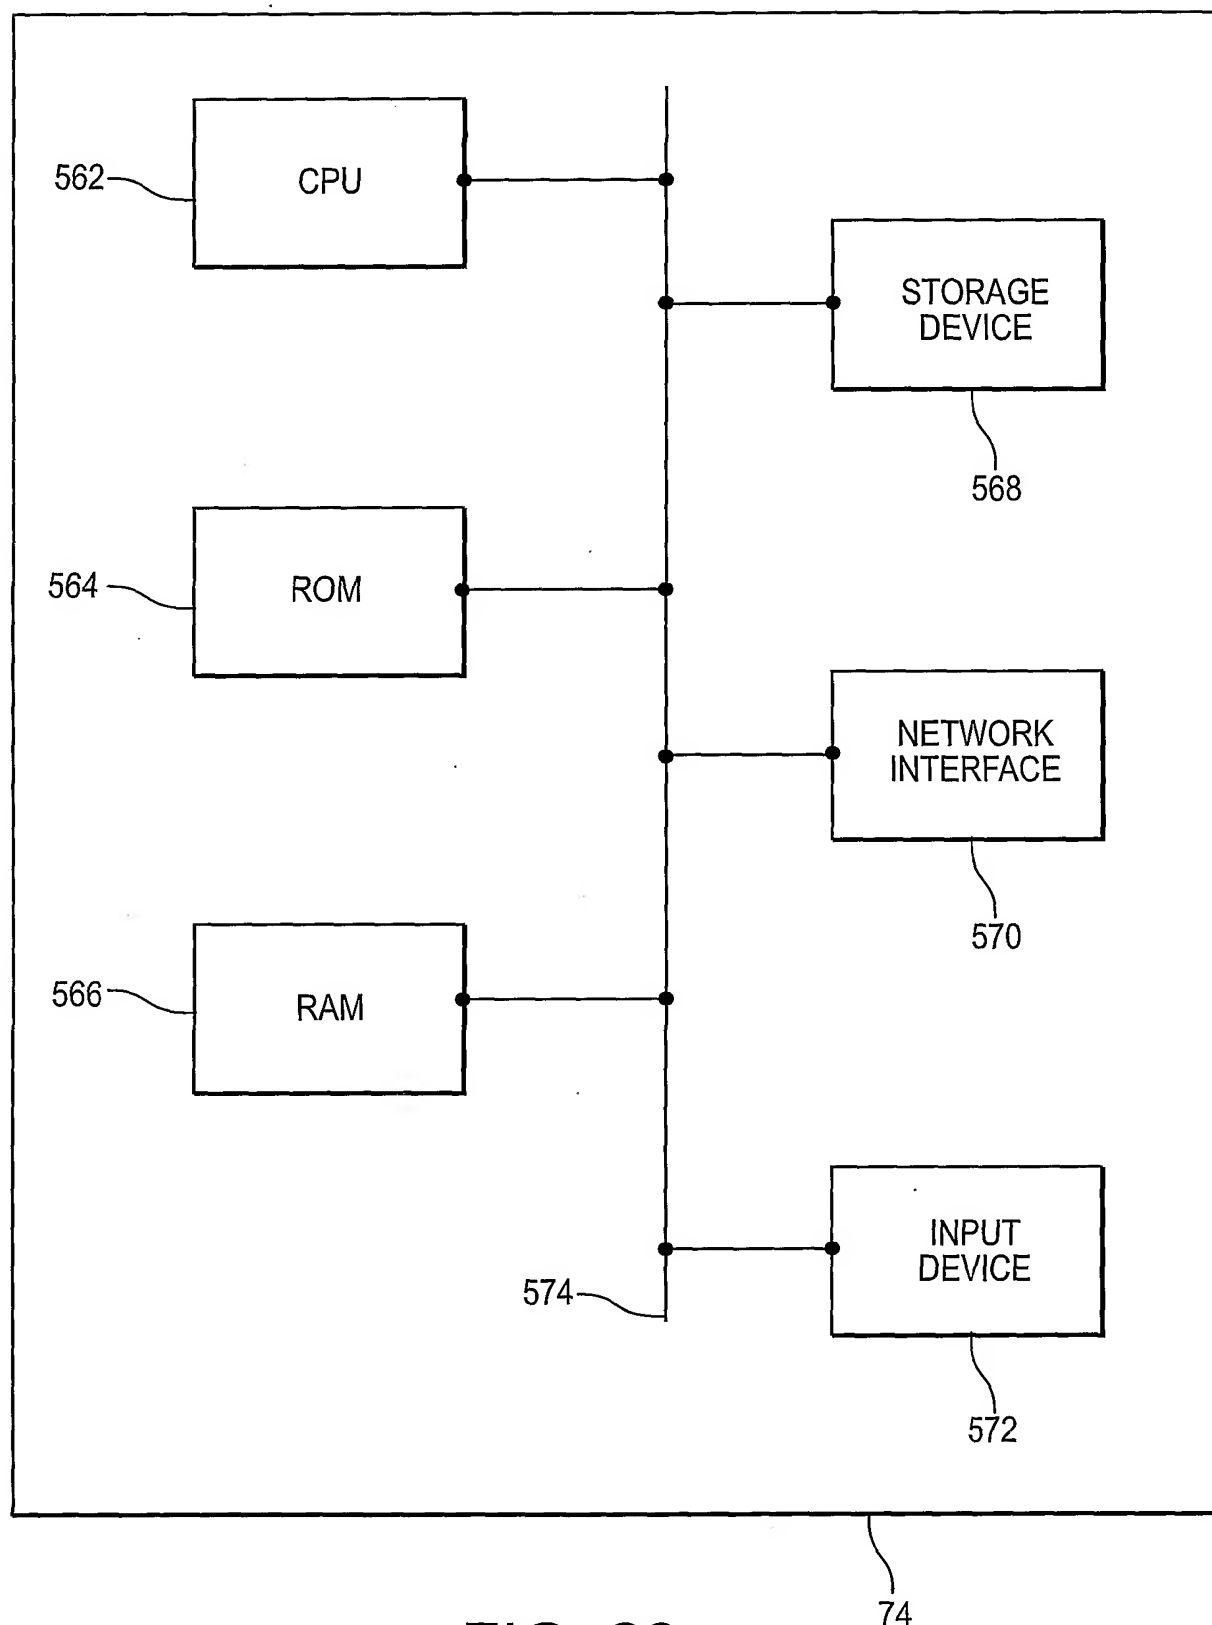 562
CPU
STORAGE
DEVICE
568
564
ROM
NETWORK
INTERFACE
570
566
RAM
INPUT
DEVICE
574
572
74